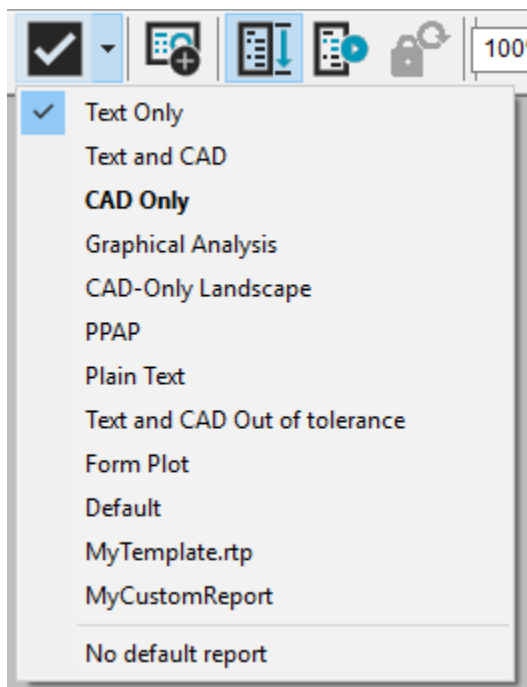 100%
Text Only
Text and CAD
CAD Only
Graphical Analysis
CAD-Only Landscape
PPAP
Plain Text
Text and CAD Out of tolerance
Form Plot
Default
MyTemplate.rtp
MyCustomReport
No default report